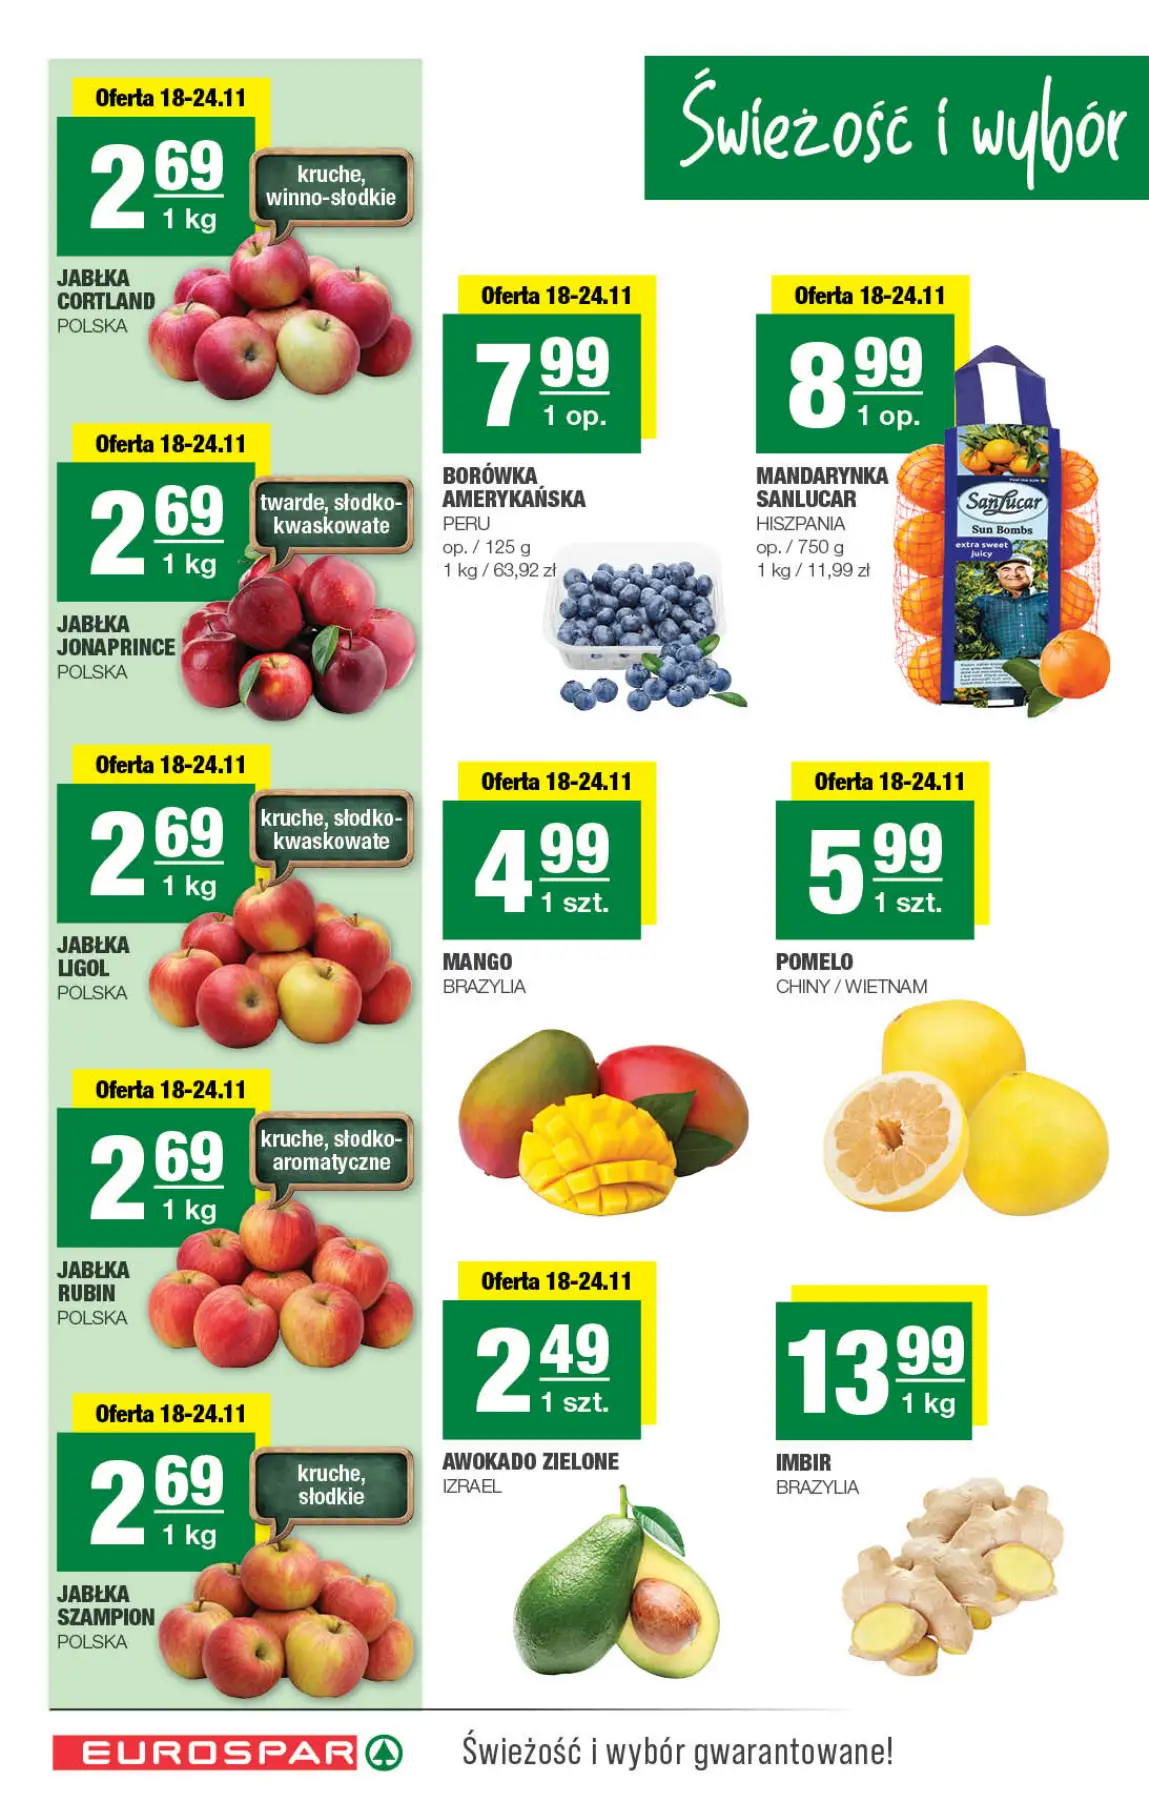 Świeżość i wybór
Oferta 18-24.11
2 69
1 kg
kruche,
winno-słodkie
JABŁKA
CORTLAND
POLSKA
Oferta 18-24.11
2 69
1 kg
twarde, słodko-
kwaskowate
JABŁKA
JONAPRINCE
POLSKA
Oferta 18-24.11
2 69
1 kg
kruche, słodko-
kwaskowate
JABŁKA
LIGOL
POLSKA
Oferta 18-24.11
2 69
1 kg
kruche, słodko-
aromatyczne
JABŁKA
RUBIN
POLSKA
Oferta 18-24.11
2 69
1 kg
kruche,
słodkie
JABŁKA
SZAMPION
POLSKA
Oferta 18-24.11
7 99
1 op.
BORÓWKA
AMERYKAŃSKA
PERU
op. / 125 g
1 kg / 63,92 zł
Oferta 18-24.11
8 99
1 op.
MANDARYNKA
SANLUCAR
HISZPANIA
op. / 750 g
1 kg / 11,99 zł
SanLucar
Sun Bombs
extra sweet
juicy
Oferta 18-24.11
4 99
1 szt.
MANGO
BRAZYLIA
Oferta 18-24.11
5 99
1 szt.
POMELO
CHINY / WIETNAM
Oferta 18-24.11
2 49
1 szt.
AWOKADO ZIELONE
IZRAEL
13 99
1 kg
IMBIR
BRAZYLIA
EUROSPAR
Świeżość i wybór gwarantowane!